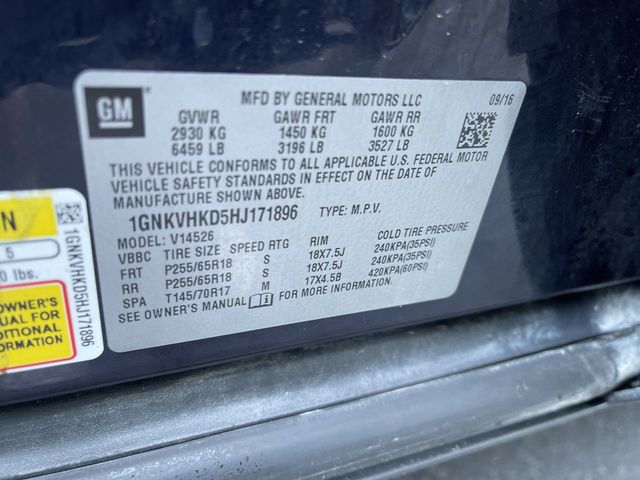 GM
MFD BY GENERAL MOTORS LLC 09/16
GVWR GAWR FRT GAWR RR
2930 KG 1450 KG 1600 KG
6459 LB 3196 LB 3527 LB
THIS VEHICLE CONFORMS TO ALL APPLICABLE U.S. FEDERAL MOTOR
VEHICLE SAFETY STANDARDS IN EFFECT ON THE DATE OF
MANUFACTURE SHOWN ABOVE.
1GNKVHKD5HJ171896 TYPE: M.P.V.
MODEL: V14526
VBBC TIRE SIZE SPEED RTG RIM COLD TIRE PRESSURE
FRT P255/65R18 S 18X7.5J 240KPA(35PSI)
RR P255/65R18 S 18X7.5J 240KPA(35PSI)
SPA T145/70R17 M 17X4.5B 420KPA(60PSI)
SEE OWNER'S MANUAL FOR MORE INFORMATION.
N
5
0 lbs.
OWNER'S
UAL FOR
DITIONAL
ORMATION
1GNKVHKD5HJ171896